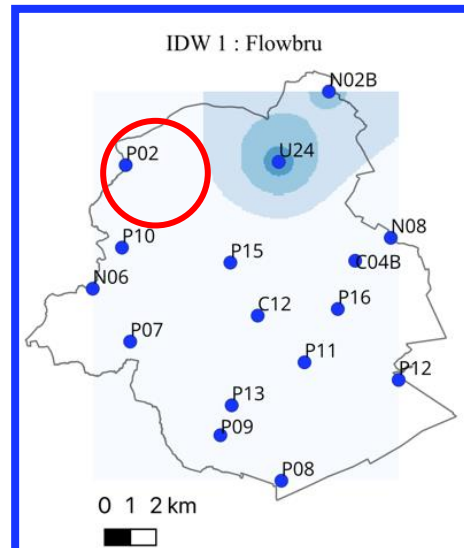 IDW 1 : Flowbru
N02B
P02
U24
N08
P10
P15
C04B
N06
C12
P16
P07
P11
P12
P13
P09
P08
0 1 2 km